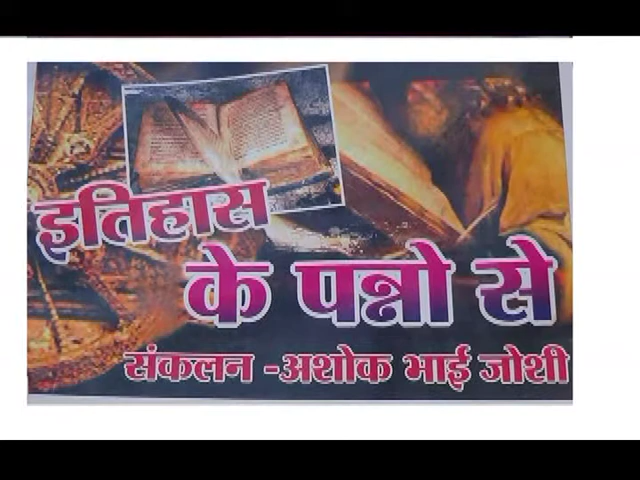 इतिहास
के पन्नो से
संकलन -अशोक भाई जोशी